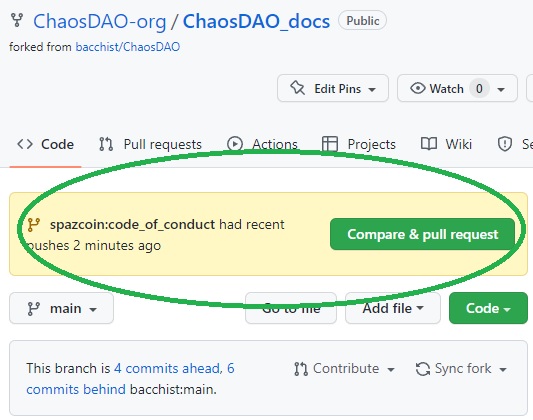 ChaosDAO-org / ChaosDAO_docs Public
forked from bacchist/ChaosDAO
Edit Pins Watch 0
Code Pull requests Actions Projects Wiki Se
spazcoin:code_of_conduct had recent
pushes 2 minutes ago
Compare & pull request
main Go to file Add file Code
This branch is 4 commits ahead, 6
commits behind bacchist:main.
Contribute Sync fork